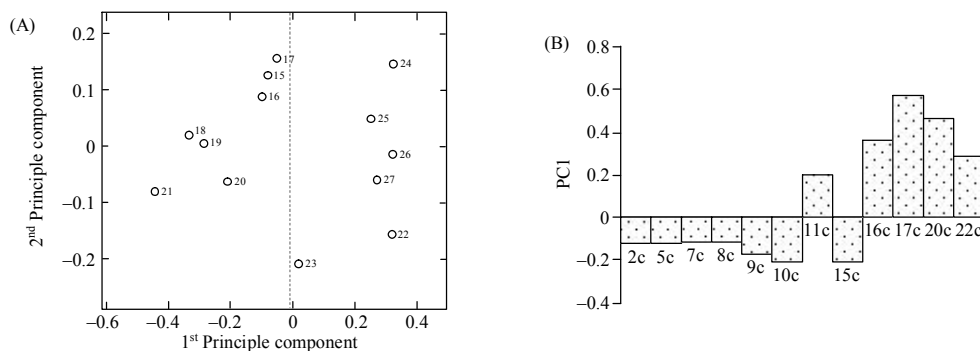 (A)
2nd Principle component
0.2
0.1
0
−0.1
−0.2
17
15
16
18
19
20
21
24
25
26
27
22
23
−0.6
−0.4
−0.2
0
0.2
0.4
1st Principle component
(B)
PC1
0.8
0.6
0.4
0.2
0
−0.2
−0.4
2c
5c
7c
8c
9c
10c
11c
15c
16c
17c
20c
22c